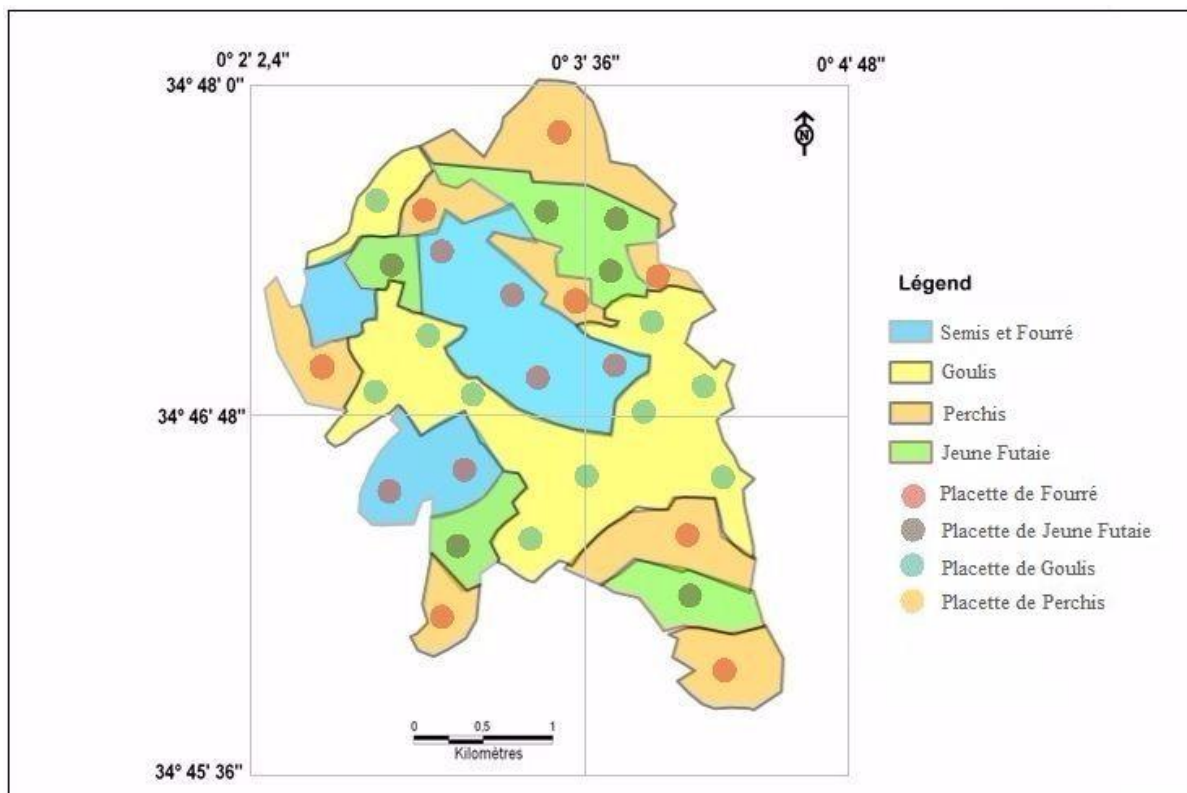 0° 2' 2,4" 0° 3' 36" 0° 4' 48"
34° 48' 0"
N
Légend
Semis et Fourré
Goulis
34° 46' 48"
Perchis
Jeune Futaie
Placette de Fourré
Placette de Jeune Futaie
Placette de Goulis
Placette de Perchis
0 0.5 1
Kilomètres
34° 45' 36"